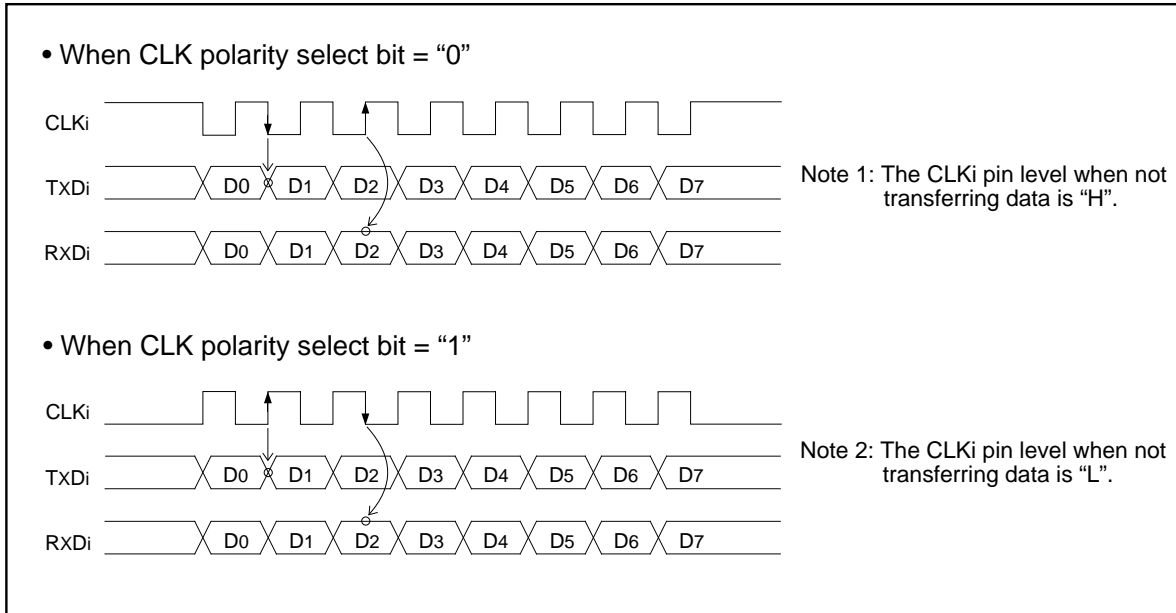 • When CLK polarity select bit = “0”
CLKi
TXDi D0 D1 D2 D3 D4 D5 D6 D7
RXDi D0 D1 D2 D3 D4 D5 D6 D7
Note 1: The CLKi pin level when not
transferring data is “H”.
• When CLK polarity select bit = “1”
CLKi
TXDi D0 D1 D2 D3 D4 D5 D6 D7
RXDi D0 D1 D2 D3 D4 D5 D6 D7
Note 2: The CLKi pin level when not
transferring data is “L”.